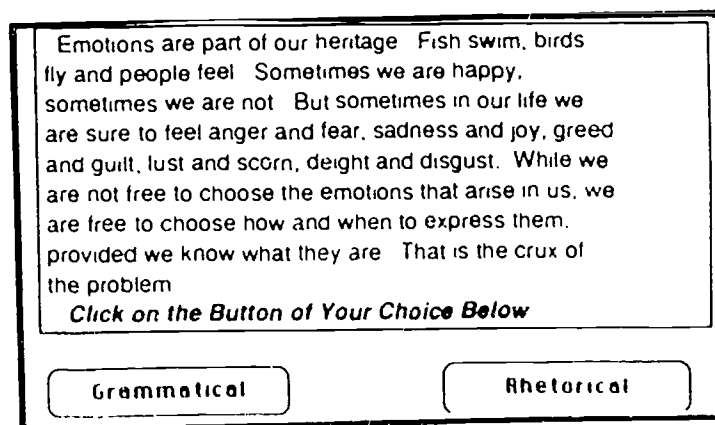 Emotions are part of our heritage Fish swim, birds
fly and people feel Sometimes we are happy,
sometimes we are not But sometimes in our life we
are sure to feel anger and fear, sadness and joy, greed
and guilt, lust and scorn, deight and disgust. While we
are not free to choose the emotions that arise in us, we
are free to choose how and when to express them.
provided we know what they are That is the crux of
the problem
Click on the Button of Your Choice Below
Grammatical Rhetorical